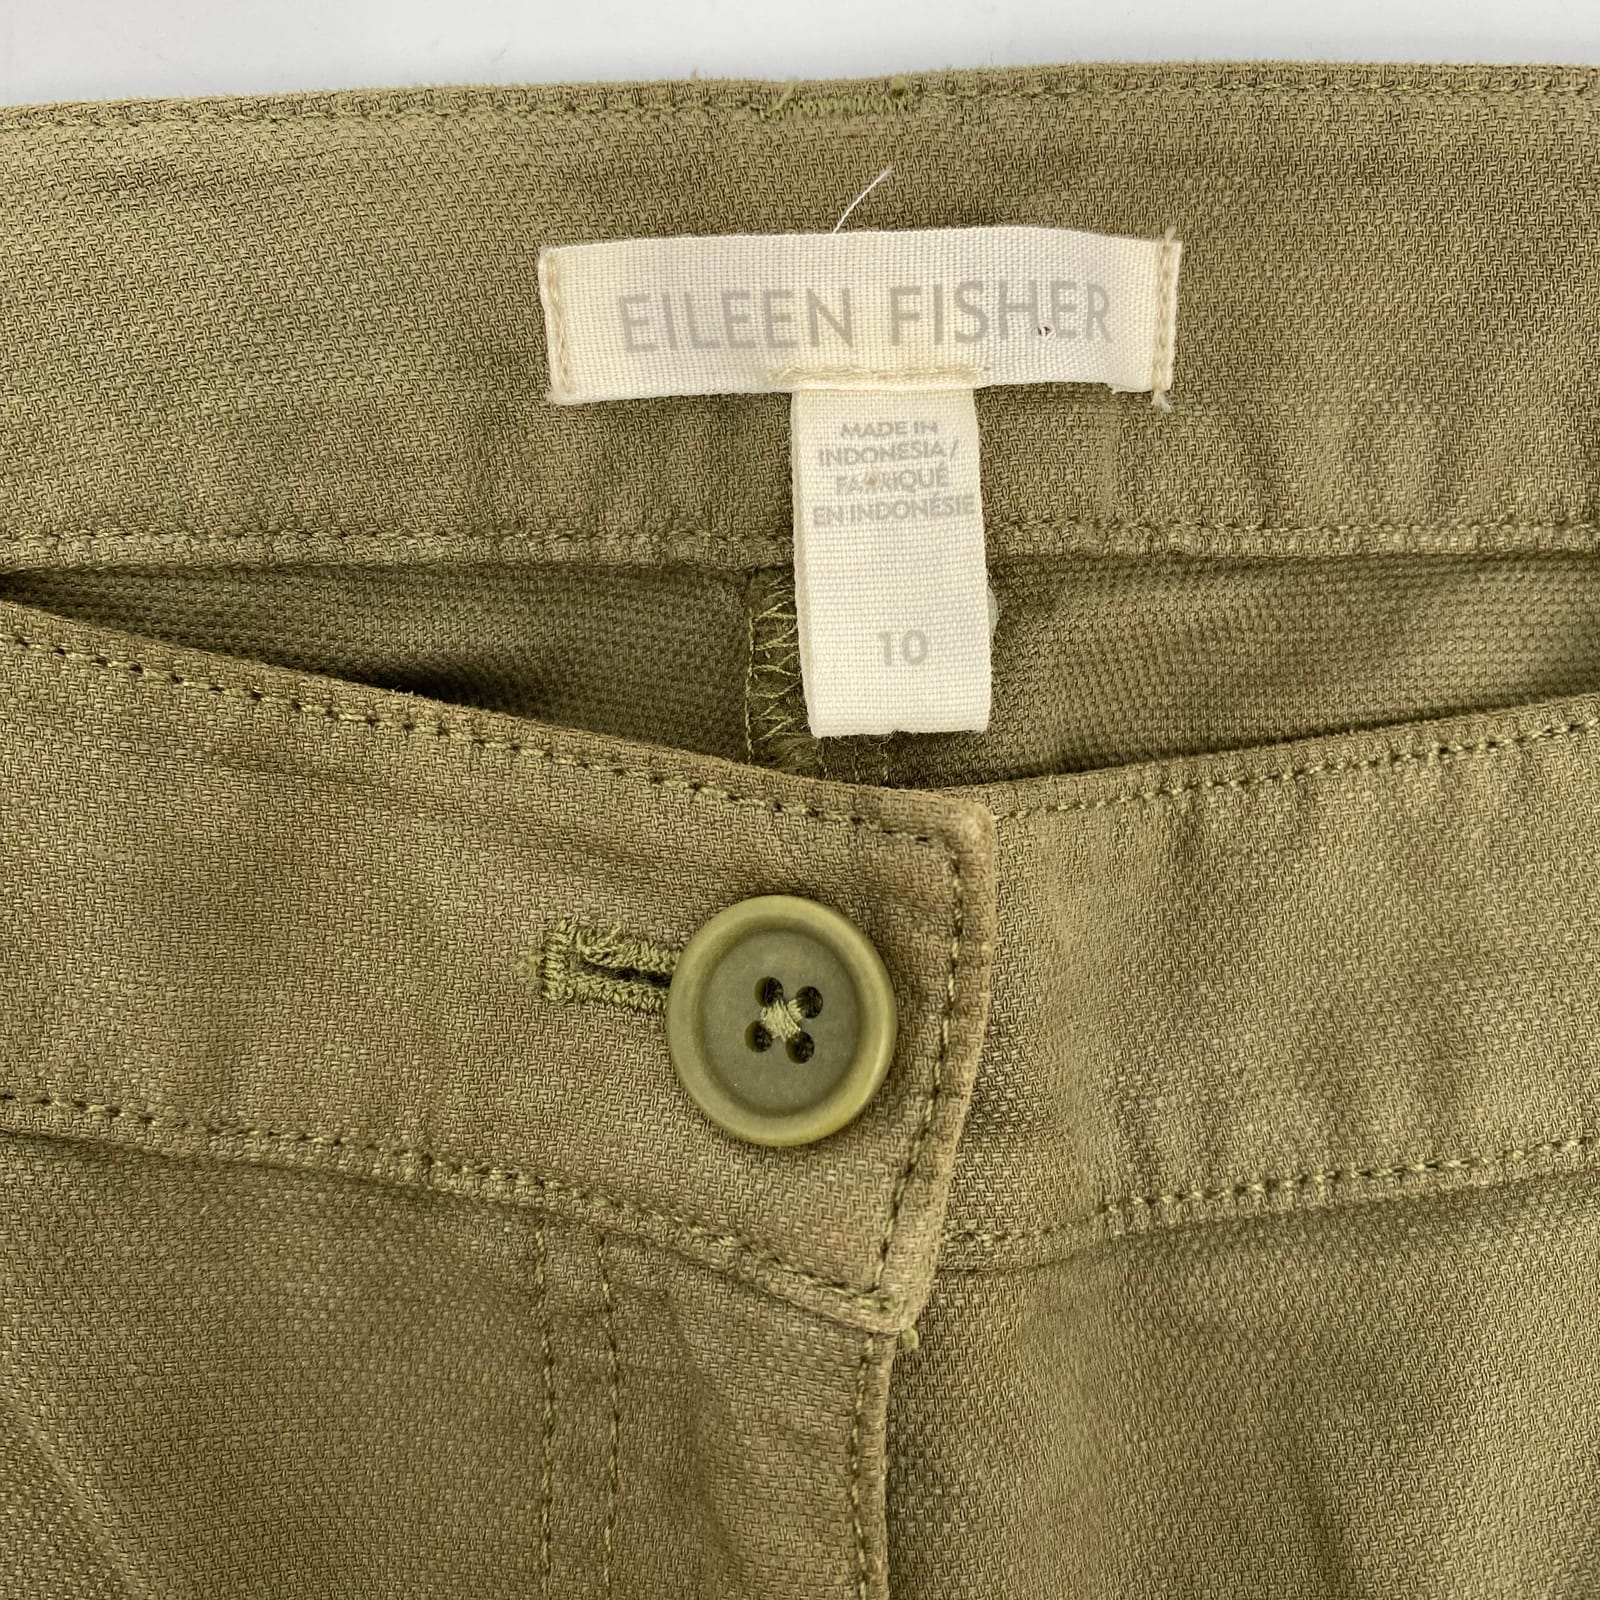 EILEEN FISHER
MADE IN
INDONESIA /
FABRIQUÉ
EN INDONÉSIE
10